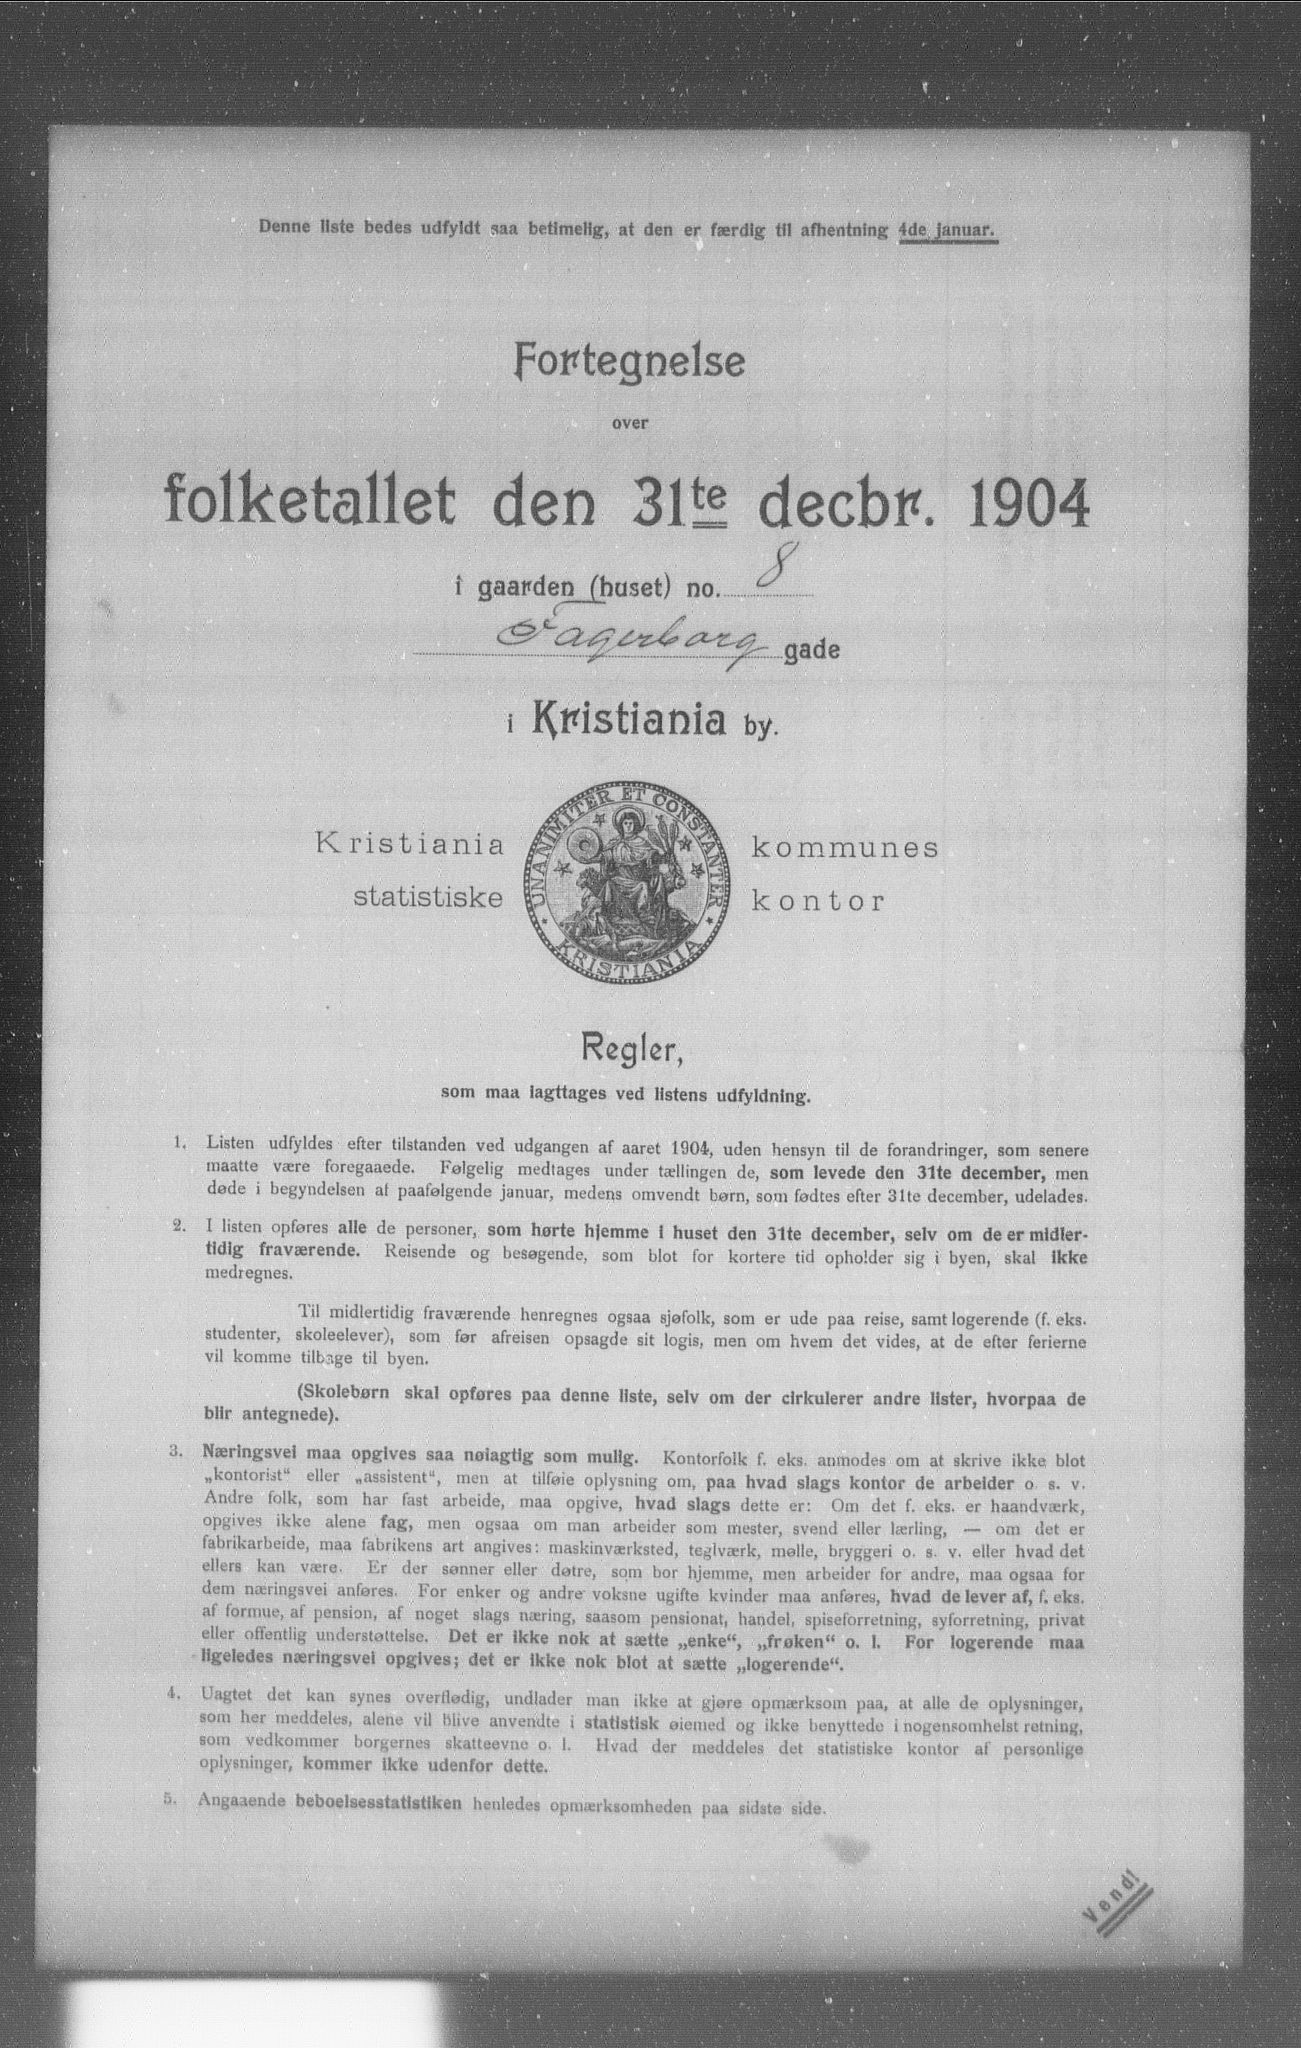 Denne liste bedes udfyldt saa betimelig, at den er færdig til afhentning 4de januar.
Fortegnelse
over
folketallet den 31te decbr. 1904
i gaarden (huset) no. 8
Fagerborg gade
i Kristiania by.
Kristiania kommunes
statistiske kontor
UNANIMITER ET CONSTANTER
KRISTIANIA
Regler,
som maa iagttages ved listens udfyldning.
1. Listen udfyldes efter tilstanden ved udgangen af aaret 1904, uden hensyn til de forandringer, som senere
maatte være foregaaede. Følgelig medtages under tællingen de, som levede den 31te december, men
døde i begyndelsen af paafølgende januar, medens omvendt børn, som fødtes efter 31te december, udelades.
2. I listen opføres alle de personer, som hørte hjemme i huset den 31te december, selv om de er midler-
tidig fraværende. Reisende og besøgende, som blot for kortere tid opholder sig i byen, skal ikke
medregnes.
Til midlertidig fraværende henregnes ogsaa sjøfolk, som er ude paa reise, samt logerende (f. eks.
studenter, skoleelever), som før afreisen opsagde sit logis, men om hvem det vides, at de efter ferierne
vil komme tilbage til byen.
(Skolebørn skal opføres paa denne liste, selv om der cirkulerer andre lister, hvorpaa de
blir antegnede).
3. Næringsvei maa opgives saa nøiagtig som mulig. Kontorfolk f. eks. anmodes om at skrive ikke blot
„kontorist“ eller „assistent“, men at tilføie oplysning om, paa hvad slags kontor de arbeider o. s. v.
Andre folk, som har fast arbeide, maa opgive, hvad slags dette er: Om det f. eks. er haandværk,
opgives ikke alene fag, men ogsaa om man arbeider som mester, svend eller lærling, — om det er
fabrikarbeide, maa fabrikens art angives: maskinværksted, teglværk, mølle, bryggeri o. s. v. eller hvad det
ellers kan være. Er der sønner eller døtre, som bor hjemme, men arbeider for andre, maa ogsaa for
dem næringsvei anføres. For enker og andre voksne ugifte kvinder maa anføres, hvad de lever af, f. eks.
af formue, af pension, af noget slags næring, saasom pensionat, handel, spiseforretning, syforretning, privat
eller offentlig understøttelse. Det er ikke nok at sætte „enke“, „frøken“ o. l. For logerende maa
ligeledes næringsvei opgives; det er ikke nok blot at sætte „logerende“.
4. Uagtet det kan synes overflødig, undlader man ikke at gjøre opmærksom paa, at alle de oplysninger,
som her meddeles, alene vil blive anvendte i statistisk øiemed og ikke benyttede i nogensomhelst retning,
som vedkommer borgernes skatteevne o. l. Hvad der meddeles det statistiske kontor af personlige
oplysninger, kommer ikke udenfor dette.
5. Angaaende beboelsesstatistiken henledes opmærksomheden paa sidste side.
Vend!